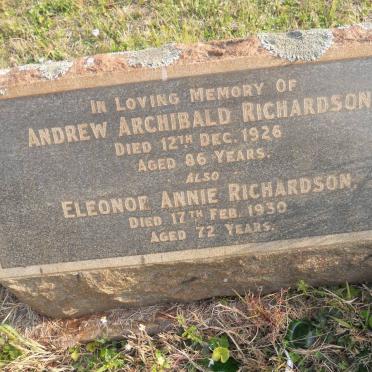 IN LOVING MEMORY OF
ANDREW ARCHIBALD RICHARDSON
DIED 12TH DEC. 1926
AGED 86 YEARS.
ALSO
ELEONOR ANNIE RICHARDSON.
DIED 17TH FEB. 1930
AGED 72 YEARS.